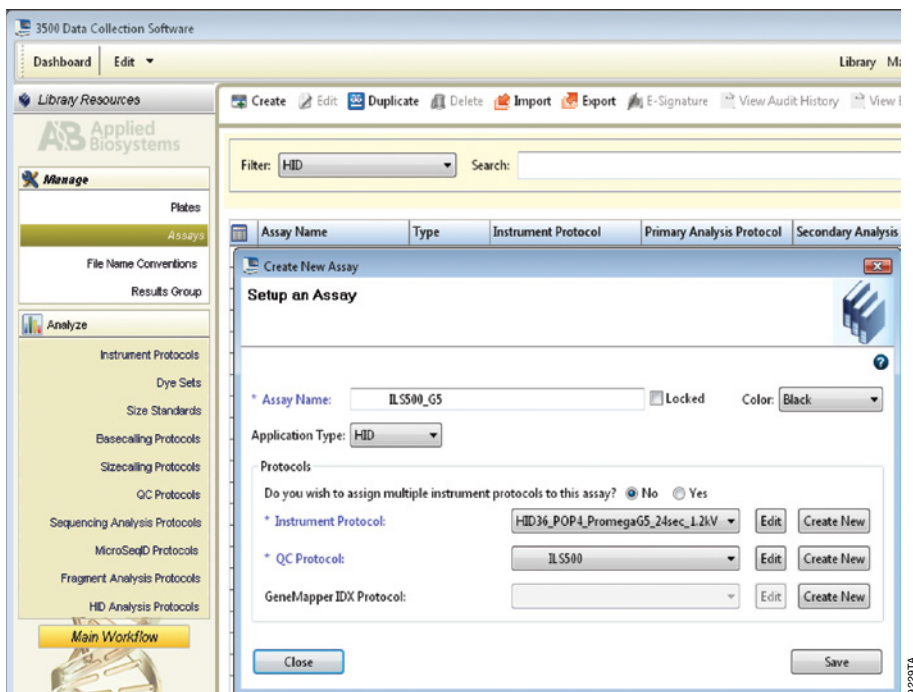 3500 Data Collection Software
Dashboard Edit Library
Library Resources
Create Edit Duplicate Delete Import Export E-Signature View Audit History View
AB Applied Biosystems
Filter: HID Search:
Manage
Plates
Assays
File Name Conventions
Results Group
Assay Name Type Instrument Protocol Primary Analysis Protocol Secondary Analysis
Analyze
Instrument Protocols
Dye Sets
Size Standards
Basecalling Protocols
Sizecalling Protocols
QC Protocols
Sequencing Analysis Protocols
MicroSeqID Protocols
Fragment Analysis Protocols
HID Analysis Protocols
Main Workflow
Create New Assay
Setup an Assay
* Assay Name: ILS500_G5 Locked Color: Black
Application Type: HID
Protocols
Do you wish to assign multiple instrument protocols to this assay? No Yes
* Instrument Protocol: HID36_POP4_PromegaG5_24sec_1.2kV Edit Create New
* QC Protocol: ILS500 Edit Create New
GeneMapper IDX Protocol: Edit Create New
Close Save